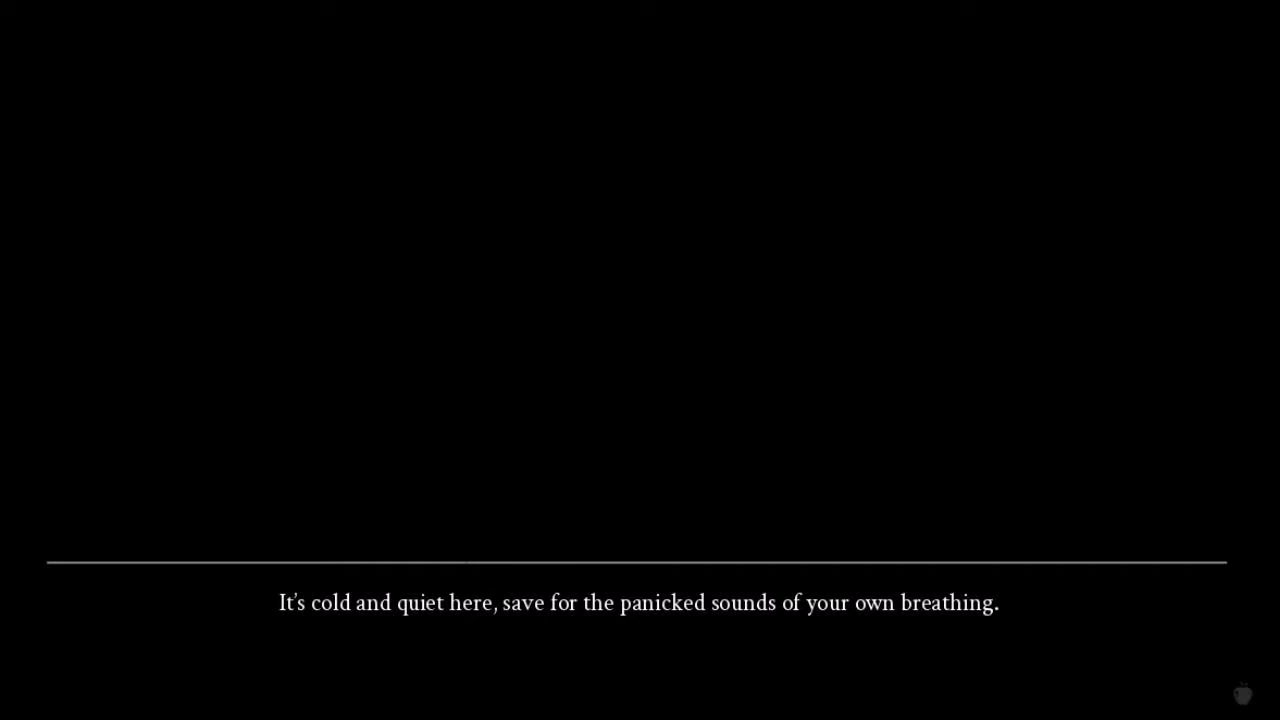 It’s cold and quiet here, save for the panicked sounds of your own breathing.